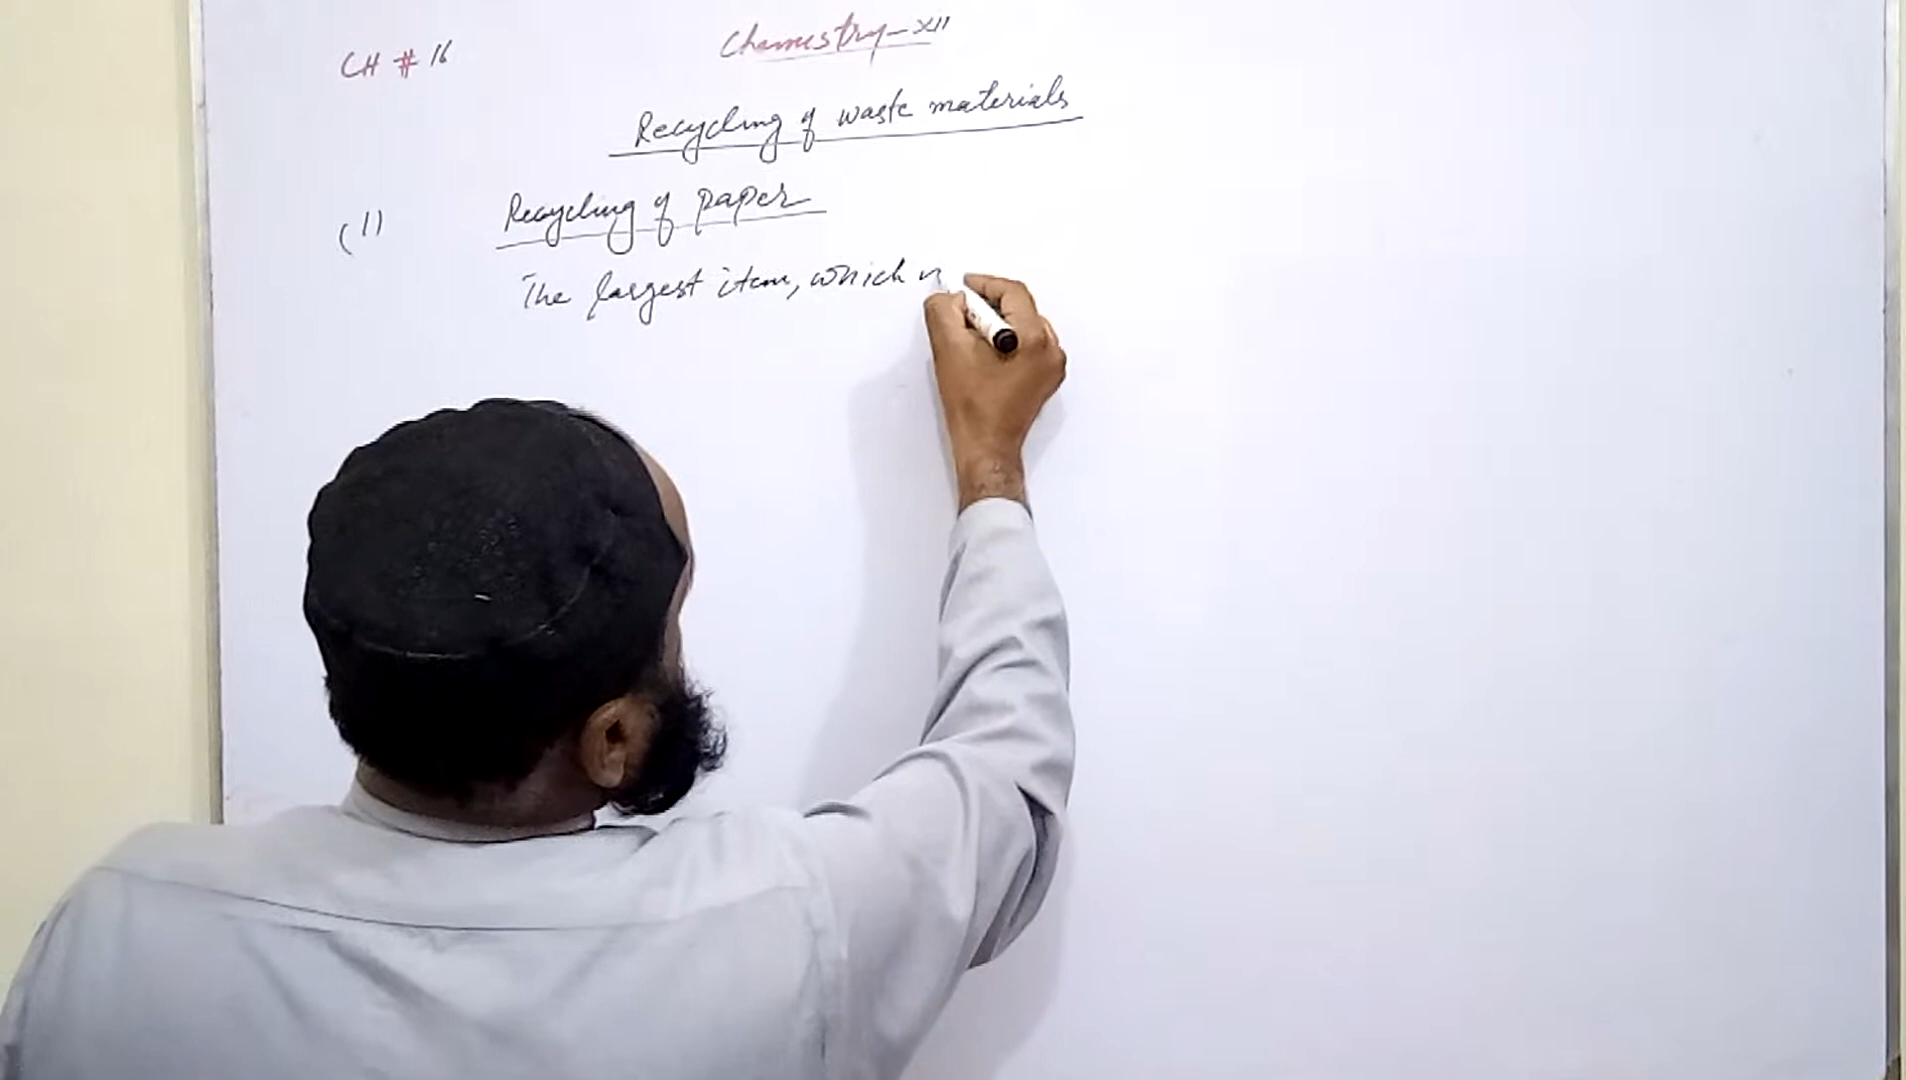 CH # 16
Chemistry-XII
Recycling of waste materials
(1) Recycling of paper
The largest item, which